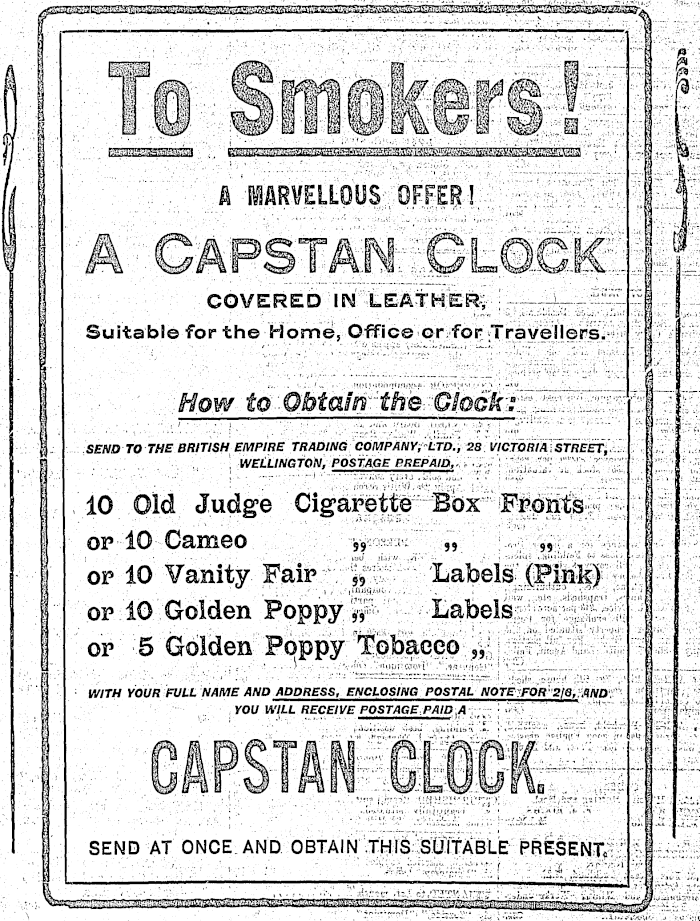 To Smokers!
A MARVELLOUS OFFER!
A CAPSTAN CLOCK
COVERED IN LEATHER,
Suitable for the Home, Office or for Travellers.
How to Obtain the Clock:
SEND TO THE BRITISH EMPIRE TRADING COMPANY, LTD., 28 VICTORIA STREET,
WELLINGTON, POSTAGE PREPAID,
10 Old Judge Cigarette Box Fronts
or 10 Cameo „ „ „
or 10 Vanity Fair „ Labels (Pink)
or 10 Golden Poppy „ Labels
or 5 Golden Poppy Tobacco „
WITH YOUR FULL NAME AND ADDRESS, ENCLOSING POSTAL NOTE FOR 2/6, AND
YOU WILL RECEIVE POSTAGE PAID A
CAPSTAN CLOCK.
SEND AT ONCE AND OBTAIN THIS SUITABLE PRESENT.